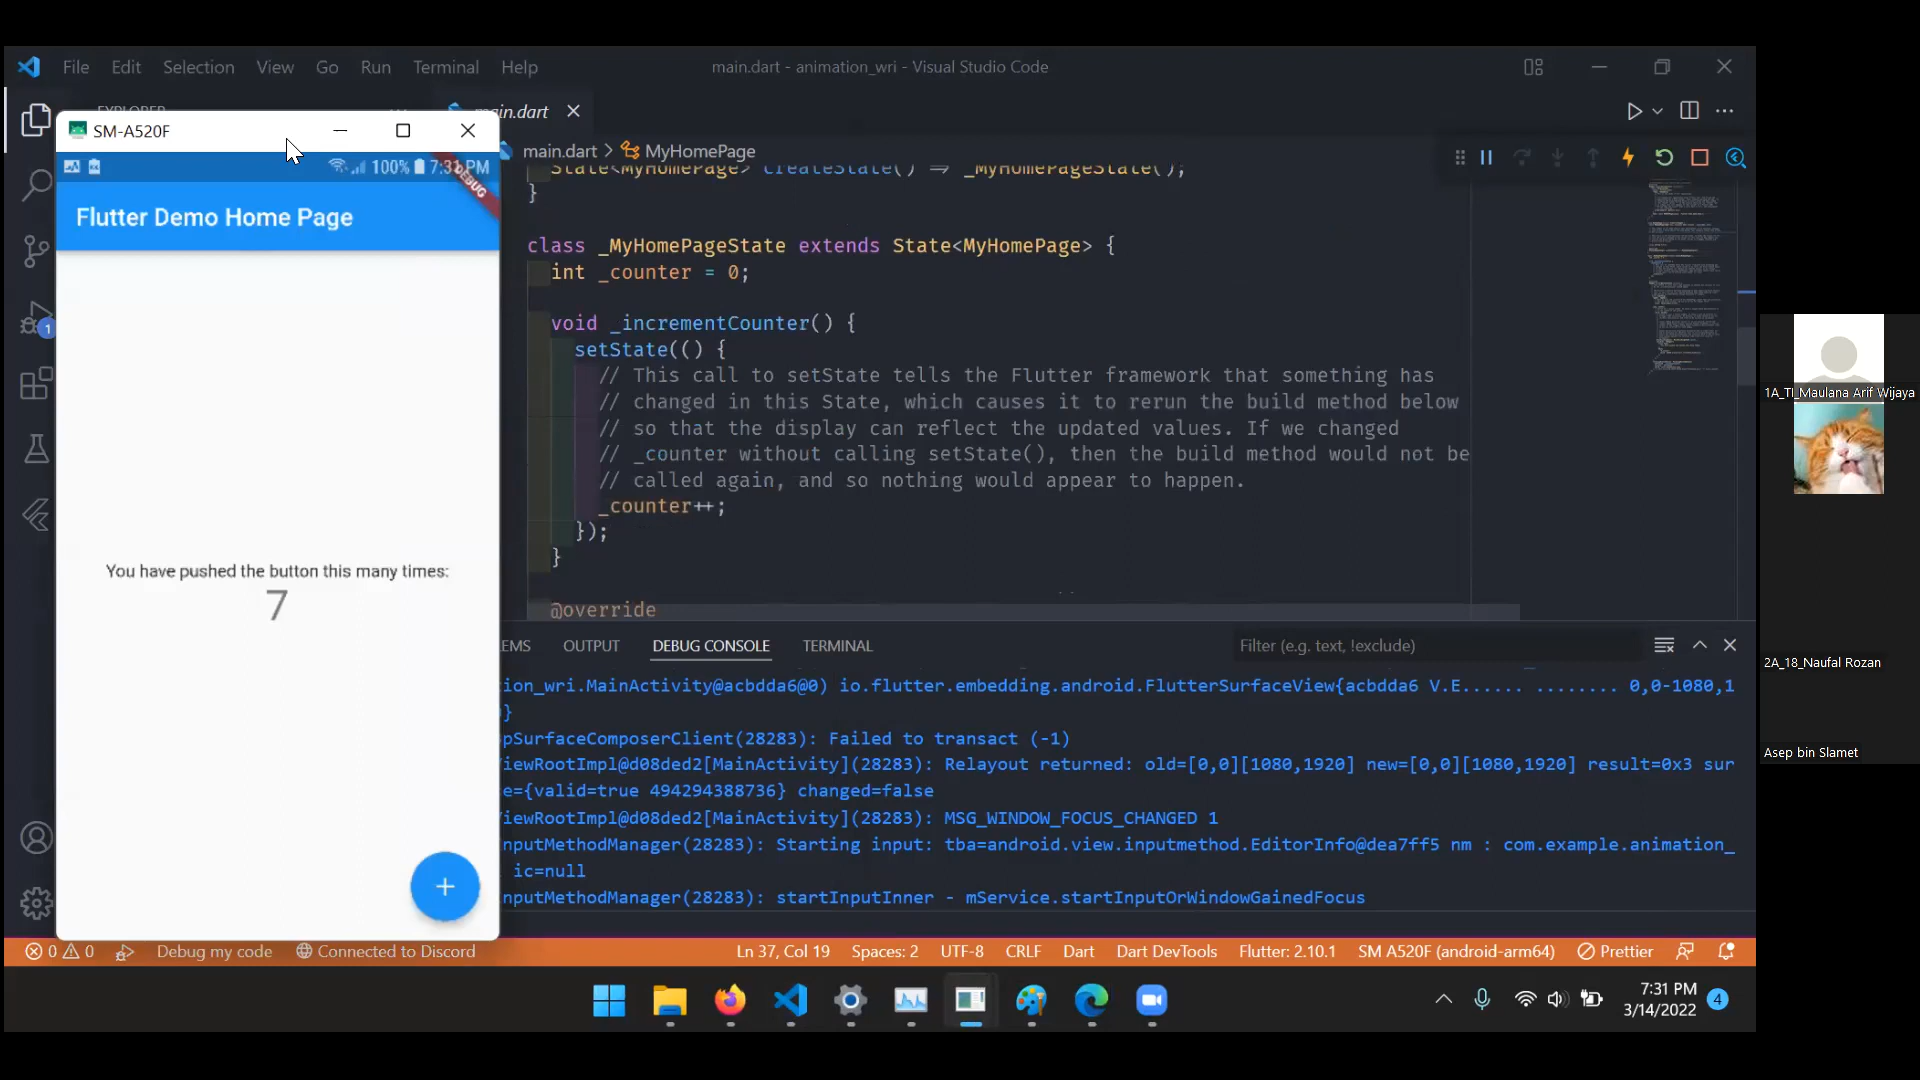 File Edit Selection View Go Run Terminal Help
main.dart - animation_wri - Visual Studio Code
EXPLORER
main.dart
SM-A520F
main.dart > MyHomePage
100% 7:31 PM
DEBUG
Flutter Demo Home Page
You have pushed the button this many times:
7
+
State<MyHomePage> createState() => _MyHomePageState();
}
class _MyHomePageState extends State<MyHomePage> {
int _counter = 0;
void _incrementCounter() {
setState(() {
// This call to setState tells the Flutter framework that something has
// changed in this State, which causes it to rerun the build method below
// so that the display can reflect the updated values. If we changed
// _counter without calling setState(), then the build method would not be
// called again, and so nothing would appear to happen.
_counter++;
});
}
@override
EMS OUTPUT DEBUG CONSOLE TERMINAL
Filter (e.g. text, !exclude)
ion_wri.MainActivity@acbdda6@0) io.flutter.embedding.android.FlutterSurfaceView{acbdda6 V.E...... ........ 0,0-1080,1
}
pSurfaceComposerClient(28283): Failed to transact (-1)
iewRootImpl@d08ded2[MainActivity](28283): Relayout returned: old=[0,0][1080,1920] new=[0,0][1080,1920] result=0x3 sur
e={valid=true 494294388736} changed=false
iewRootImpl@d08ded2[MainActivity](28283): MSG_WINDOW_FOCUS_CHANGED 1
nputMethodManager(28283): Starting input: tba=android.view.inputmethod.EditorInfo@dea7ff5 nm : com.example.animation_
ic=null
nputMethodManager(28283): startInputInner - mService.startInputOrWindowGainedFocus
1
0 0 Debug my code Connected to Discord
Ln 37, Col 19 Spaces: 2 UTF-8 CRLF Dart Dart DevTools Flutter: 2.10.1 SM A520F (android-arm64) Prettier
7:31 PM
3/14/2022
4
1A_TI_Maulana Arif Wijaya
2A_18_Naufal Rozan
Asep bin Slamet